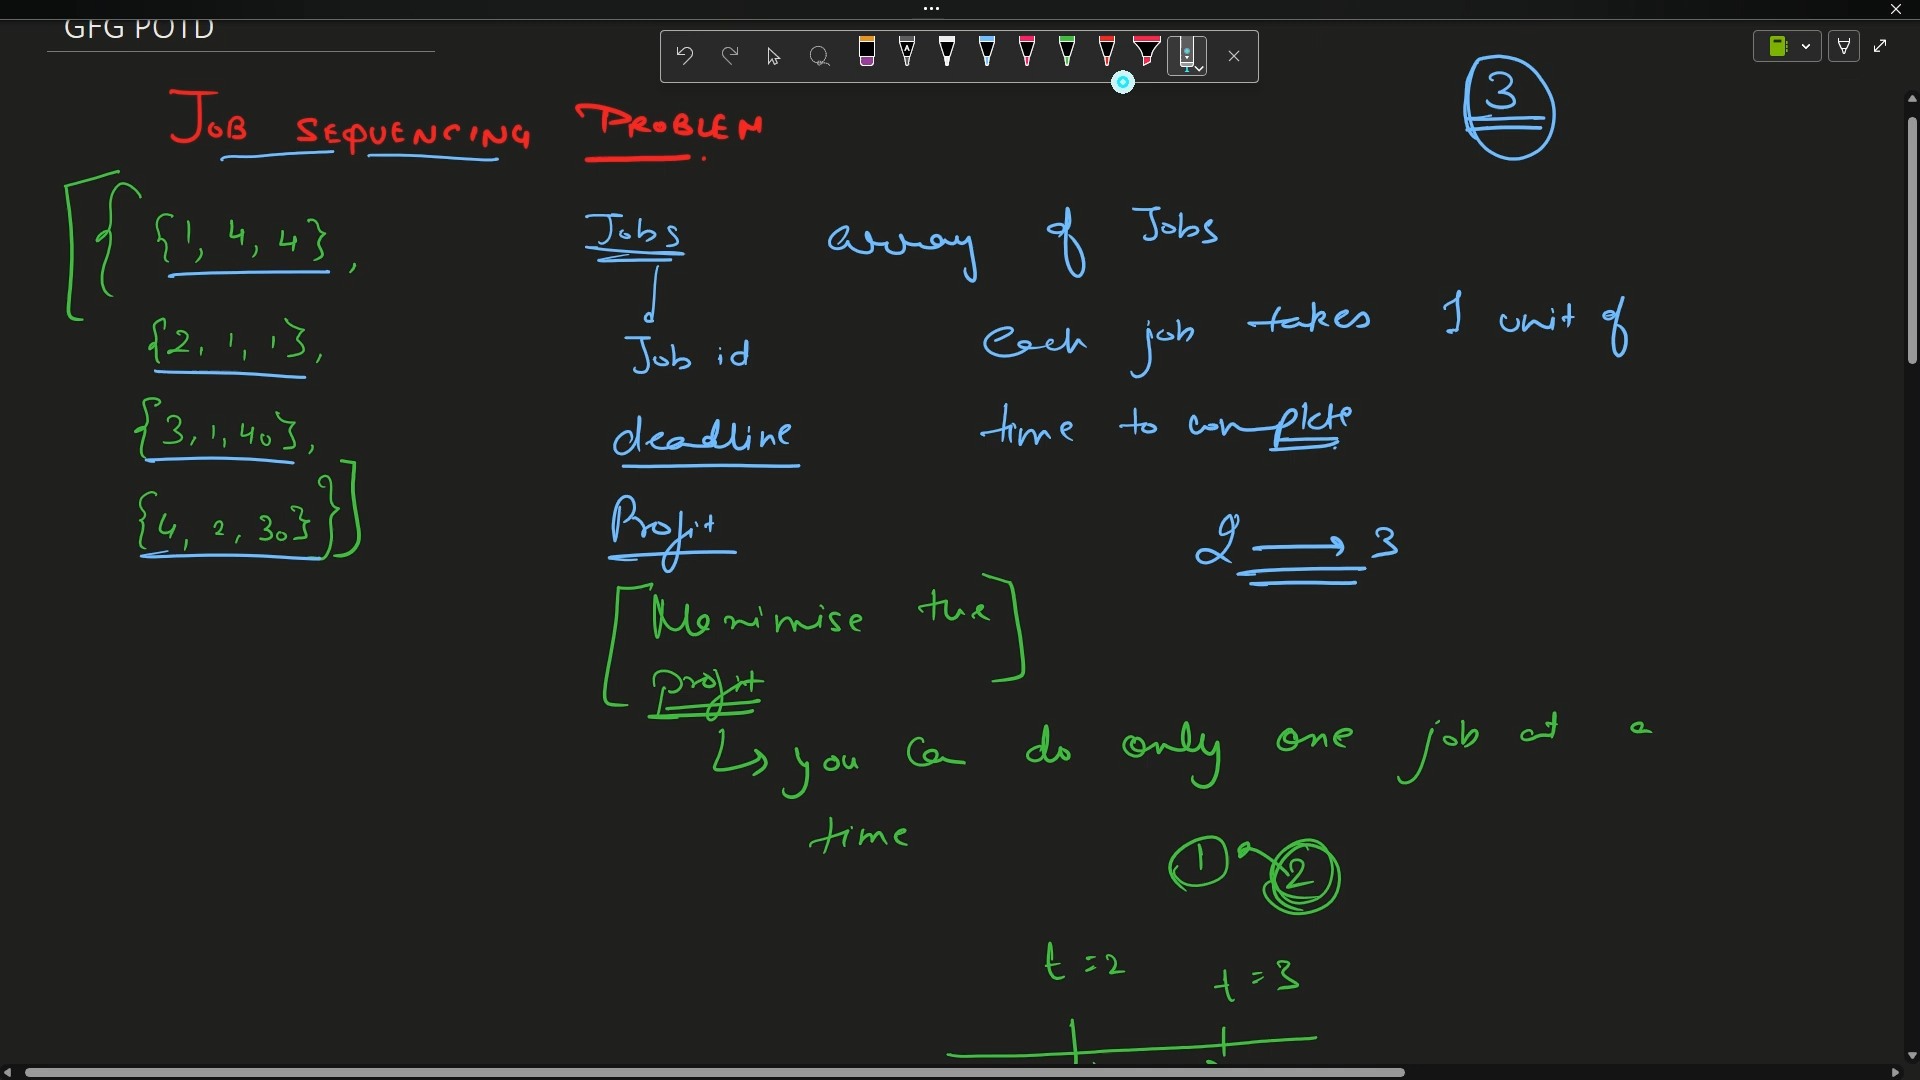 GFG POTD
3
JOB SEQUENCING PROBLEM
{ {1, 4, 4},
{2, 1, 1},
{3, 1, 40},
{4, 2, 30} }
Jobs
Job id
deadline
Profit
array of Jobs
Each job takes 1 unit of
time to complete
2 → 3
[Maximise the
profit]
↳ you can do only one job at a
time
1 2
t = 2 t = 3